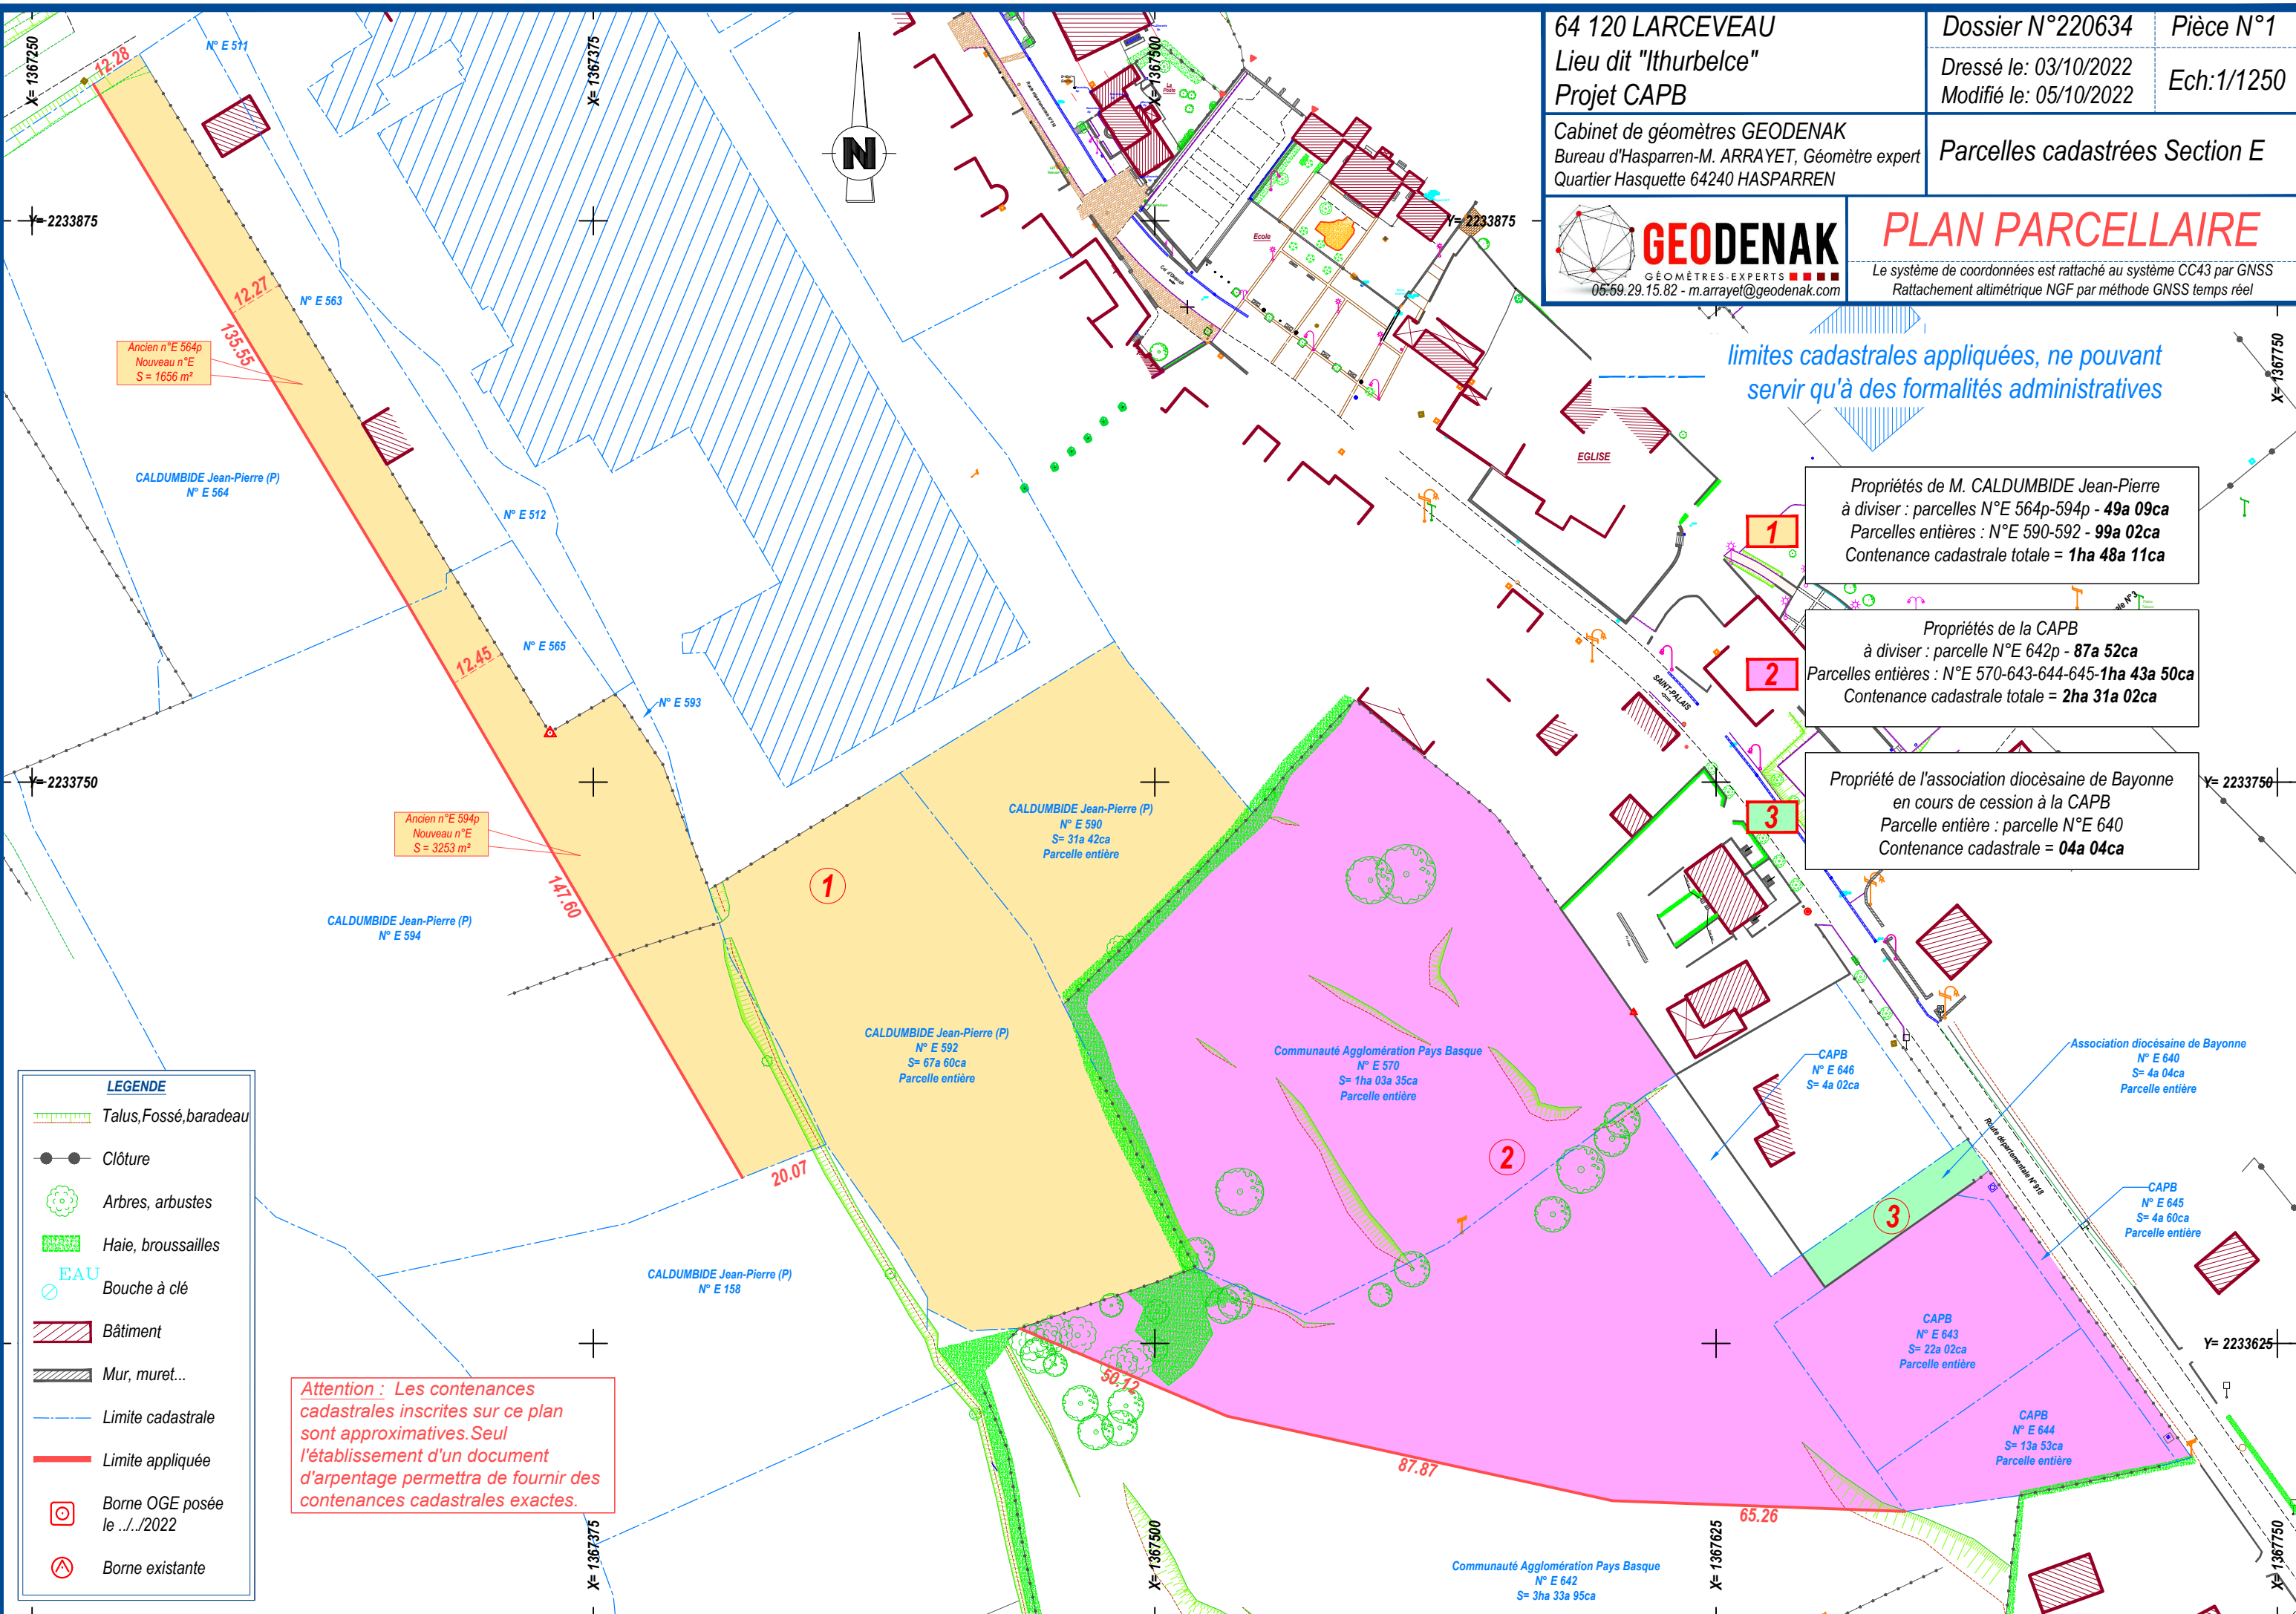 64 120 LARCEVEAU
Lieu dit "Ithurbelce"
Projet CAPB
Dossier N°220634
Pièce N°1
Dressé le: 03/10/2022
Modifié le: 05/10/2022
Ech:1/1250
Cabinet de géomètres GEODENAK
Bureau d'Hasparren-M. ARRAYET, Géomètre expert
Quartier Hasquette 64240 HASPARREN
Parcelles cadastrées Section E
GEODENAK
GÉOMÈTRES-EXPERTS
05.59.29.15.82 - m.arrayet@geodenak.com
PLAN PARCELLAIRE
Le système de coordonnées est rattaché au système CC43 par GNSS
Rattachement altimétrique NGF par méthode GNSS temps réel
limites cadastrales appliquées, ne pouvant
servir qu'à des formalités administratives
1
Propriétés de M. CALDUMBIDE Jean-Pierre
à diviser : parcelles N°E 564p-594p - 49a 09ca
Parcelles entières : N°E 590-592 - 99a 02ca
Contenance cadastrale totale = 1ha 48a 11ca
2
Propriétés de la CAPB
à diviser : parcelle N°E 642p - 87a 52ca
Parcelles entières : N°E 570-643-644-645-1ha 43a 50ca
Contenance cadastrale totale = 2ha 31a 02ca
3
Propriété de l'association diocèsaine de Bayonne
en cours de cession à la CAPB
Parcelle entière : parcelle N°E 640
Contenance cadastrale = 04a 04ca
X= 1367250
X= 1367375
X= 1367500
X= 1367750
Y= 2233875
Y= 2233875
N
N° E 511
12.28
N° E 563
12.27
135.55
Ancien n°E 564p
Nouveau n°E
S = 1656 m²
CALDUMBIDE Jean-Pierre (P)
N° E 564
N° E 512
N° E 565
12.45
N° E 593
La Poste
Ecole
EGLISE
SAINT-PALAIS
Y= 2233750
Y= 2233750
Ancien n°E 594p
Nouveau n°E
S = 3253 m²
147.60
CALDUMBIDE Jean-Pierre (P)
N° E 594
1
CALDUMBIDE Jean-Pierre (P)
N° E 590
S= 31a 42ca
Parcelle entière
CALDUMBIDE Jean-Pierre (P)
N° E 592
S= 67a 60ca
Parcelle entière
Communauté Agglomération Pays Basque
N° E 570
S= 1ha 03a 35ca
Parcelle entière
2
CAPB
N° E 646
S= 4a 02ca
Association diocésaine de Bayonne
N° E 640
S= 4a 04ca
Parcelle entière
Route départementale N°918
3
CAPB
N° E 645
S= 4a 60ca
Parcelle entière
20.07
CALDUMBIDE Jean-Pierre (P)
N° E 158
CAPB
N° E 643
S= 22a 02ca
Parcelle entière
Y= 2233625
CAPB
N° E 644
S= 13a 53ca
Parcelle entière
50.12
87.87
65.26
Communauté Agglomération Pays Basque
N° E 642
S= 3ha 33a 95ca
X= 1367375
X= 1367500
X= 1367625
X= 1367750
LEGENDE
Talus,Fossé,baradeau
Clôture
Arbres, arbustes
Haie, broussailles
EAU
Bouche à clé
Bâtiment
Mur, muret...
Limite cadastrale
Limite appliquée
Borne OGE posée
le ../../2022
Borne existante
Attention : Les contenances
cadastrales inscrites sur ce plan
sont approximatives.Seul
l'établissement d'un document
d'arpentage permettra de fournir des
contenances cadastrales exactes.